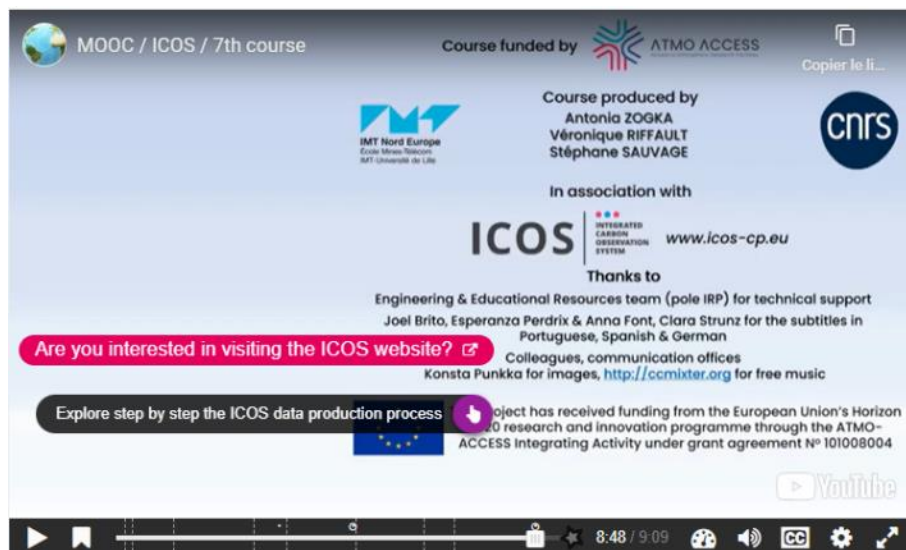 MOOC / ICOS / 7th course
Course funded by
ATMO ACCESS
Copier le li...
IMT Nord Europe
École Mines-Télécom
IMT-Université de Lille
Course produced by
Antonia ZOGKA
Véronique RIFFAULT
Stéphane SAUVAGE
cnrs
In association with
ICOS
INTEGRATED
CARBON
OBSERVATION
SYSTEM
www.icos-cp.eu
Thanks to
Engineering & Educational Resources team (pole IRP) for technical support
Joel Brito, Esperanza Perdrix & Anna Font, Clara Strunz for the subtitles in
Portuguese, Spanish & German
Are you interested in visiting the ICOS website?
Colleagues, communication offices
Konsta Punkka for images, http://ccmixter.org for free music
Explore step by step the ICOS data production process
oject has received funding from the European Union's Horizon
20 research and innovation programme through the ATMO-
ACCESS Integrating Activity under grant agreement Nº 101008004
YouTube
8:48 / 9:09
CC